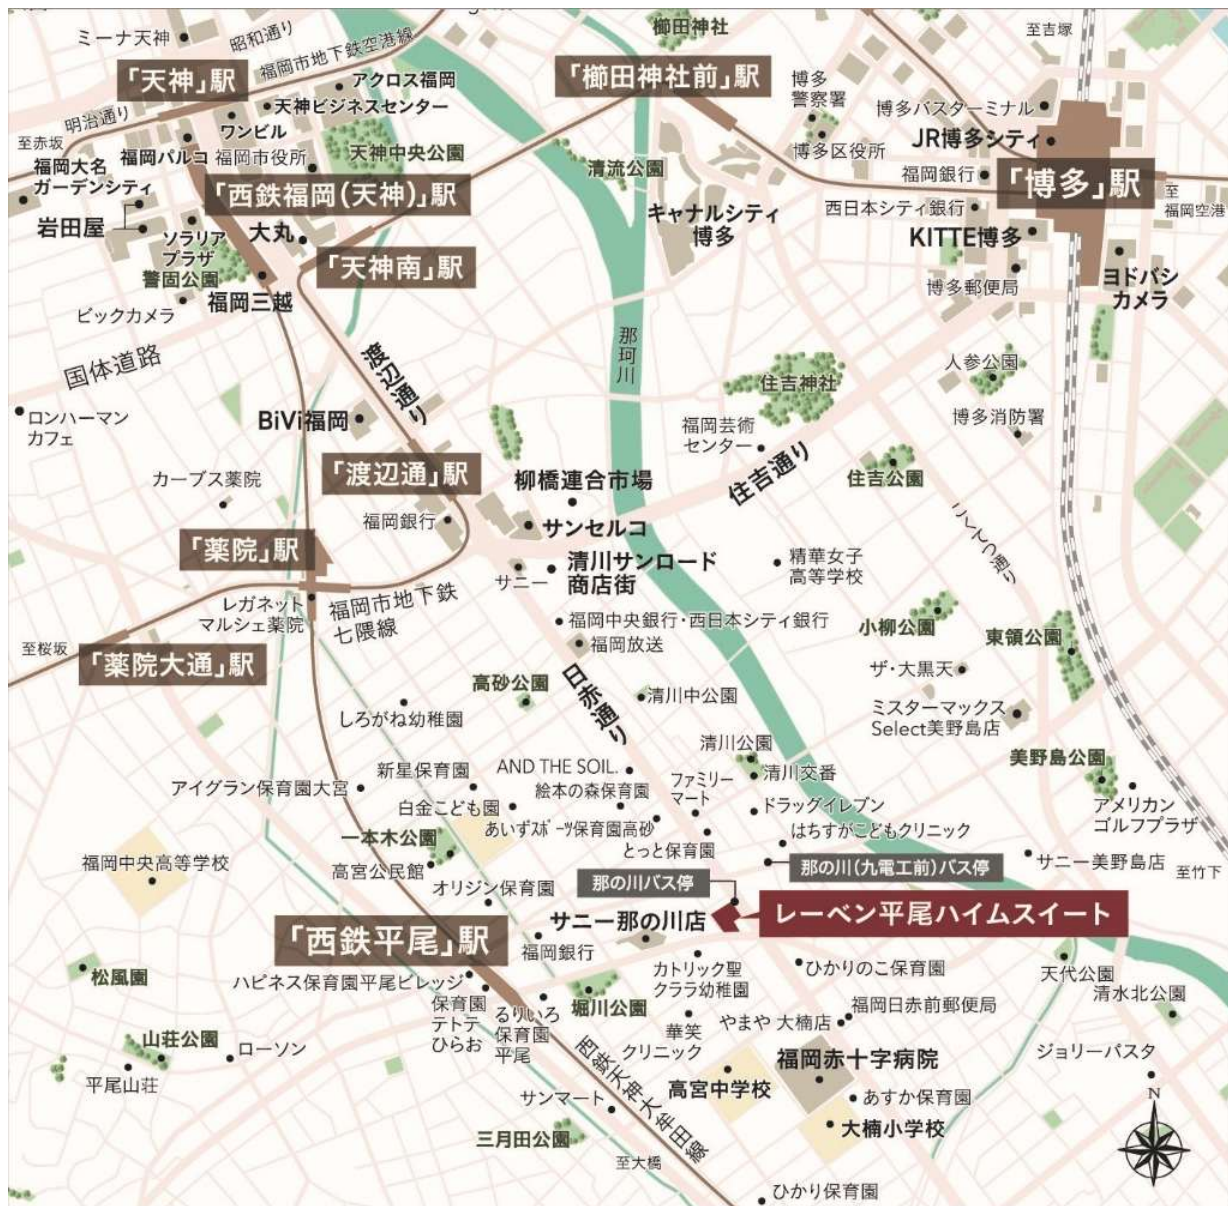 ミーナ天神
昭和通り
福岡市地下鉄空港線
櫛田神社
至吉塚
「天神」駅
アクロス福岡
「櫛田神社前」駅
博多
警察署
博多バスターミナル
明治通り
天神ビジネスセンター
至赤坂
ワンビル
JR博多シティ
福岡パルコ
福岡市役所
天神中央公園
博多区役所
福岡大名
ガーデンシティ
清流公園
福岡銀行
「博多」駅
「西鉄福岡(天神)」駅
西日本シティ銀行
至
福岡空港
岩田屋
ソラリア
プラザ
大丸
キャナルシティ
博多
KITTE博多
警固公園
「天神南」駅
ヨドバシ
カメラ
福岡三越
博多郵便局
ビックカメラ
国体道路
渡辺通り
那珂川
住吉神社
人参公園
ロンハーマン
カフェ
BiVi福岡
福岡芸術
センター
博多消防署
住吉通り
カーブス薬院
「渡辺通」駅
柳橋連合市場
住吉公園
福岡銀行
サンセルコ
こくてつ通り
「薬院」駅
サニー
清川サンロード
商店街
精華女子
高等学校
レガネット
マルシェ薬院
福岡市地下鉄
七隈線
福岡中央銀行・西日本シティ銀行
小柳公園
東領公園
至桜坂
「薬院大通」駅
福岡放送
ザ・大黒天
高砂公園
日赤通り
清川中公園
しろがね幼稚園
ミスターマックス
Select美野島店
清川公園
美野島公園
新星保育園
AND THE SOIL.
絵本の森保育園
ファミリー
マート
清川交番
アイグラン保育園大宮
白金こども園
ドラッグイレブン
アメリカン
ゴルフプラザ
一本木公園
あいずスポーツ保育園高砂
はちすがこどもクリニック
とっと保育園
福岡中央高等学校
高宮公民館
那の川(九電工前)バス停
サニー美野島店
至竹下
オリジン保育園
那の川バス停
サニー那の川店
レーベン平尾ハイムスイート
「西鉄平尾」駅
福岡銀行
カトリック聖
クララ幼稚園
ひかりのこ保育園
天代公園
松風園
ハピネス保育園平尾ビレッジ
保育園
テトテ
ひらお
るりいろ
保育園
平尾
堀川公園
清水北公園
福岡日赤前郵便局
華笑
クリニック
やまや 大楠店
山荘公園
ローソン
西鉄天神大牟田線
福岡赤十字病院
ジョリーパスタ
平尾山荘
高宮中学校
N
サンマート
あすか保育園
大楠小学校
三月田公園
至大橋
ひかり保育園